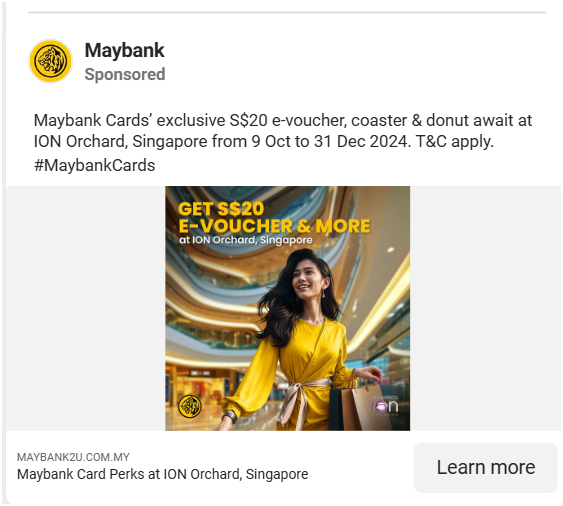 Maybank
Sponsored
Maybank Cards’ exclusive S$20 e-voucher, coaster & donut await at
ION Orchard, Singapore from 9 Oct to 31 Dec 2024. T&C apply.
#MaybankCards
GET S$20
E-VOUCHER & MORE
at ION Orchard, Singapore
ion
MAYBANK2U.COM.MY
Maybank Card Perks at ION Orchard, Singapore
Learn more